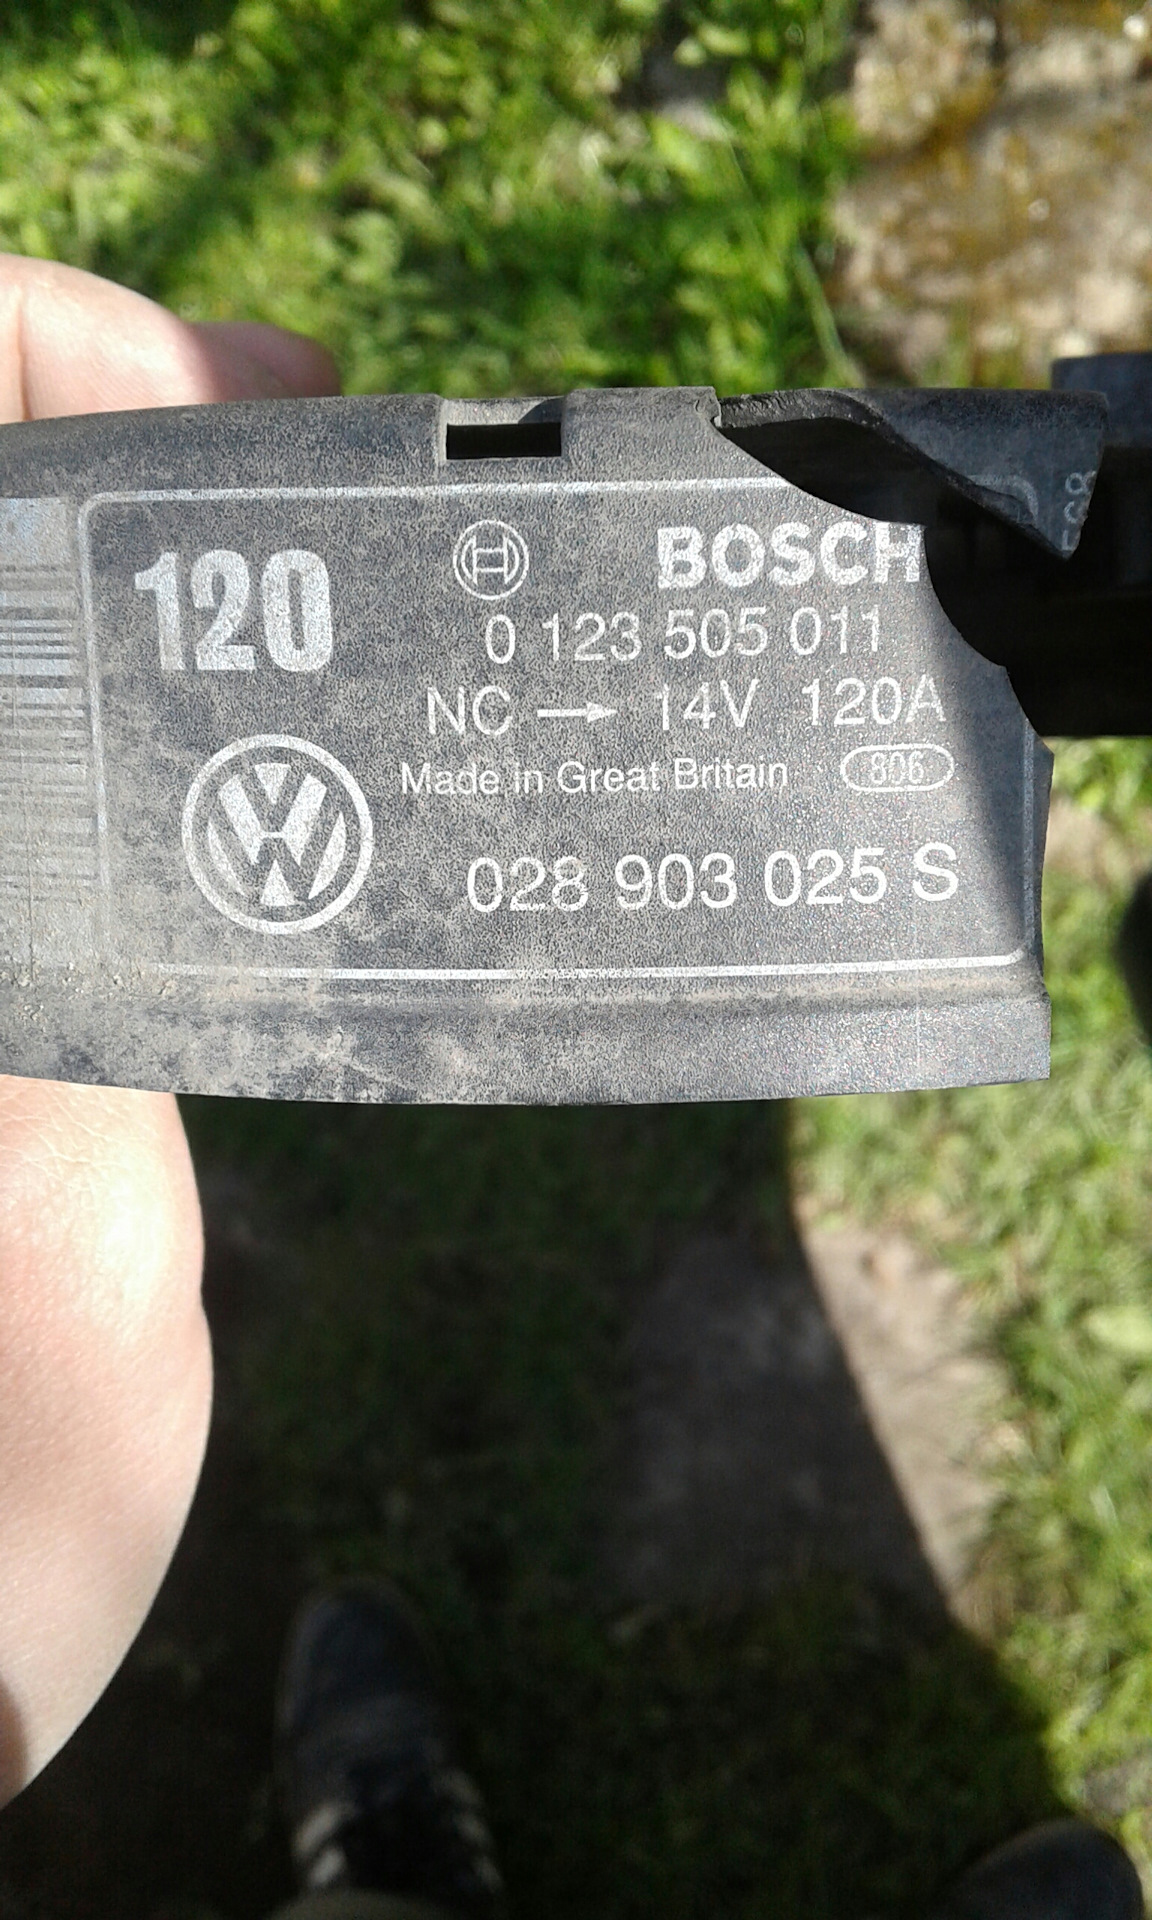 120
BOSCH
0 123 505 011
NC → 14V 120A
Made in Great Britain 806
028 903 025 S